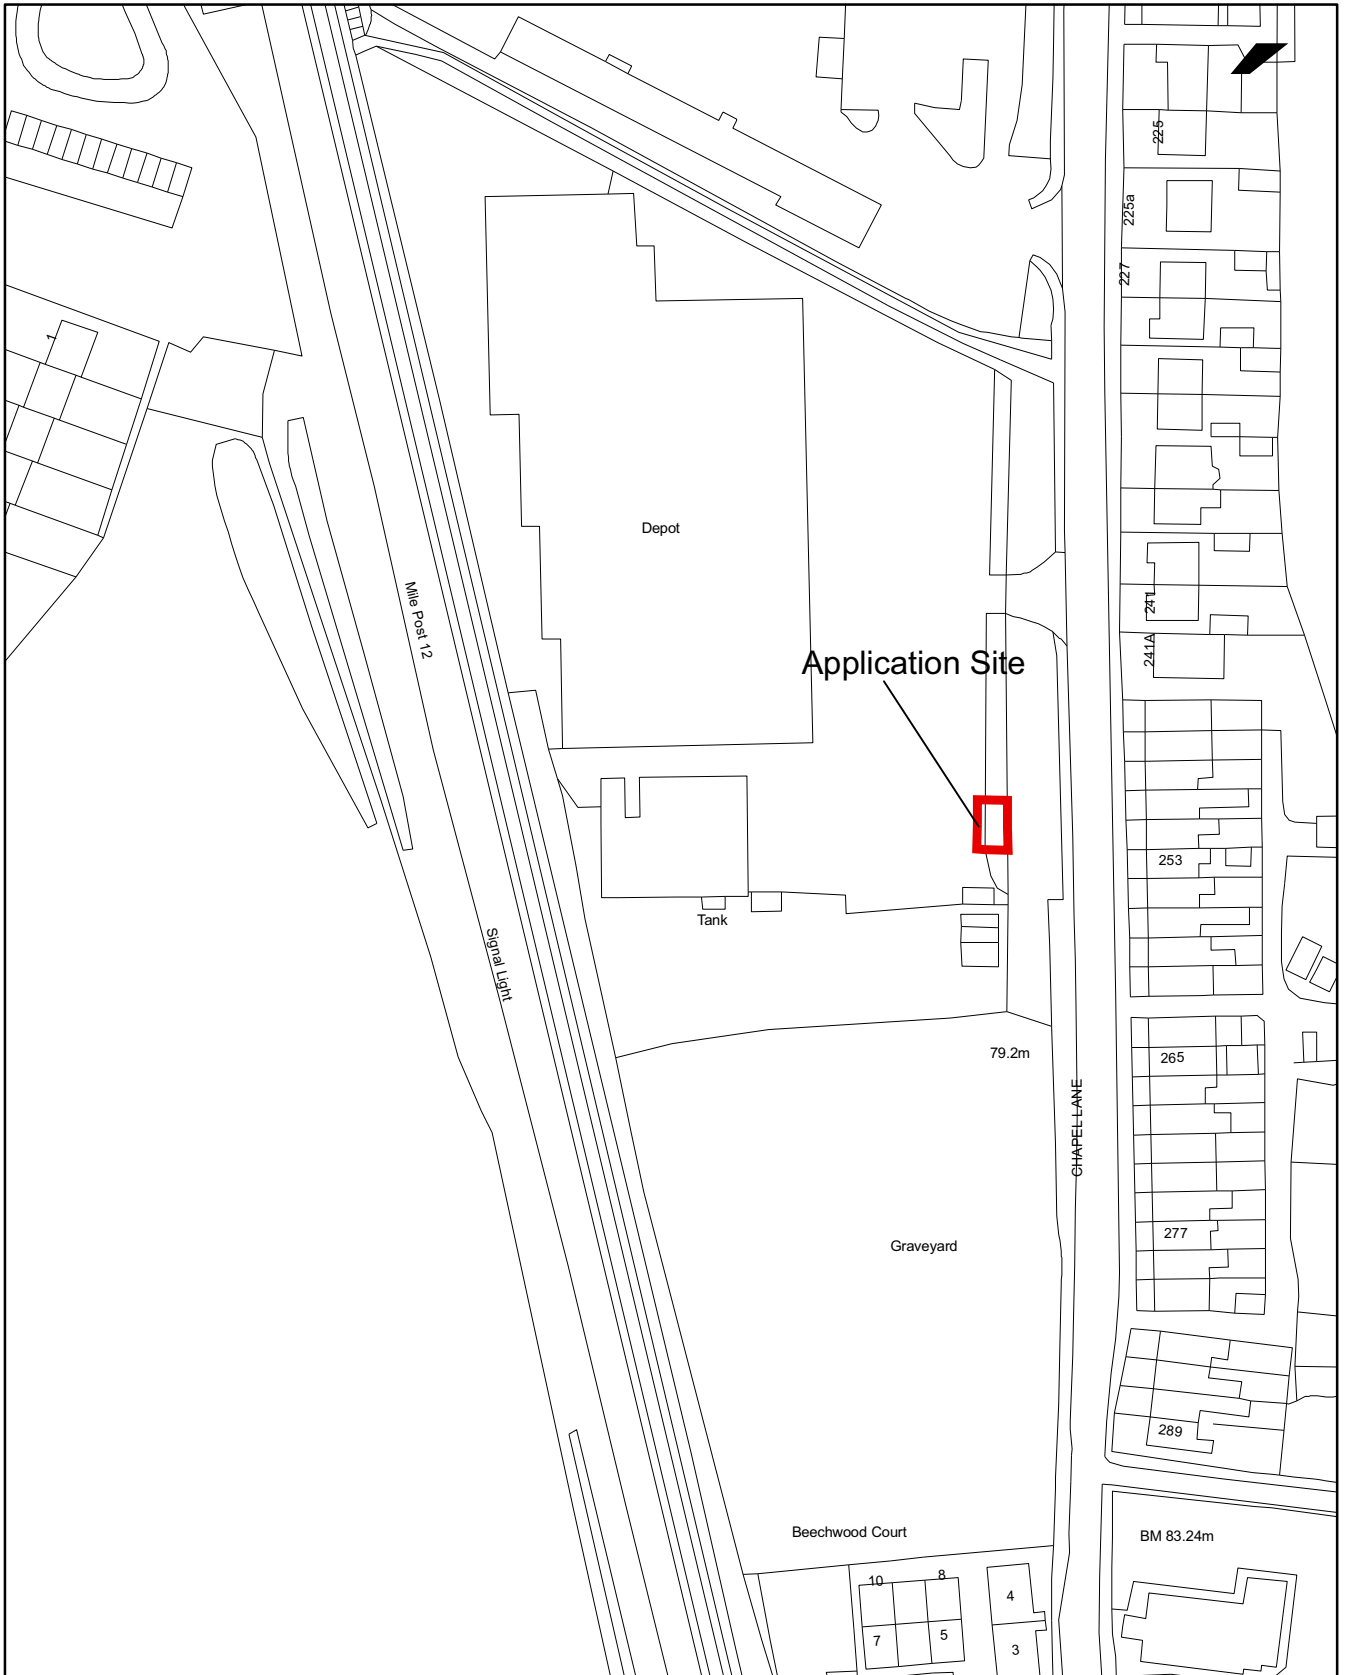 225
225a
227
1
Depot
Mile Post 12
241
241A
Application Site
253
Tank
Signal Light
79.2m
265
CHAPEL LANE
277
Graveyard
289
Beechwood Court
BM 83.24m
10
8
4
7
5
3